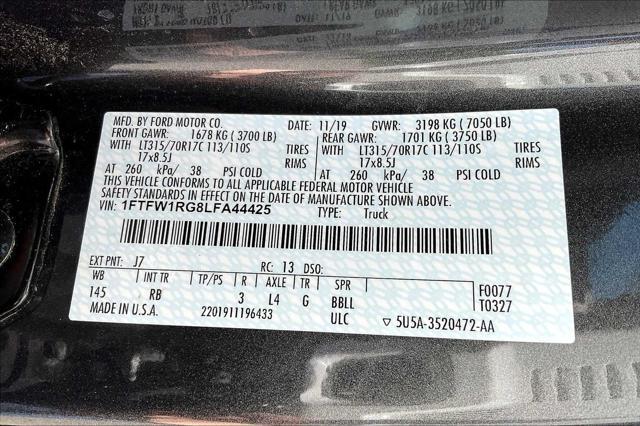 MFD. BY FORD MOTOR CO. DATE: 11/19 GVWR: 3198 KG ( 7050 LB)
FRONT GAWR: 1678 KG ( 3700 LB) REAR GAWR: 1701 KG ( 3750 LB)
WITH LT315/70R17C 113/110S TIRES WITH LT315/70R17C 113/110S TIRES
17x8.5J RIMS 17x8.5J RIMS
AT 260 kPa/ 38 PSI COLD AT 260 kPa/ 38 PSI COLD
THIS VEHICLE CONFORMS TO ALL APPLICABLE FEDERAL MOTOR VEHICLE
SAFETY STANDARDS IN EFFECT ON THE DATE OF MANUFACTURE SHOWN ABOVE.
VIN: 1FTFW1RG8LFA44425 TYPE: Truck
EXT PNT: J7 RC: 13 DSO:
WB INT TR TP/PS R AXLE TR SPR F0077
145 RB 3 L4 G BBLL T0327
MADE IN U.S.A. 2201911196433 ULC ▽ 5U5A-3520472-AA